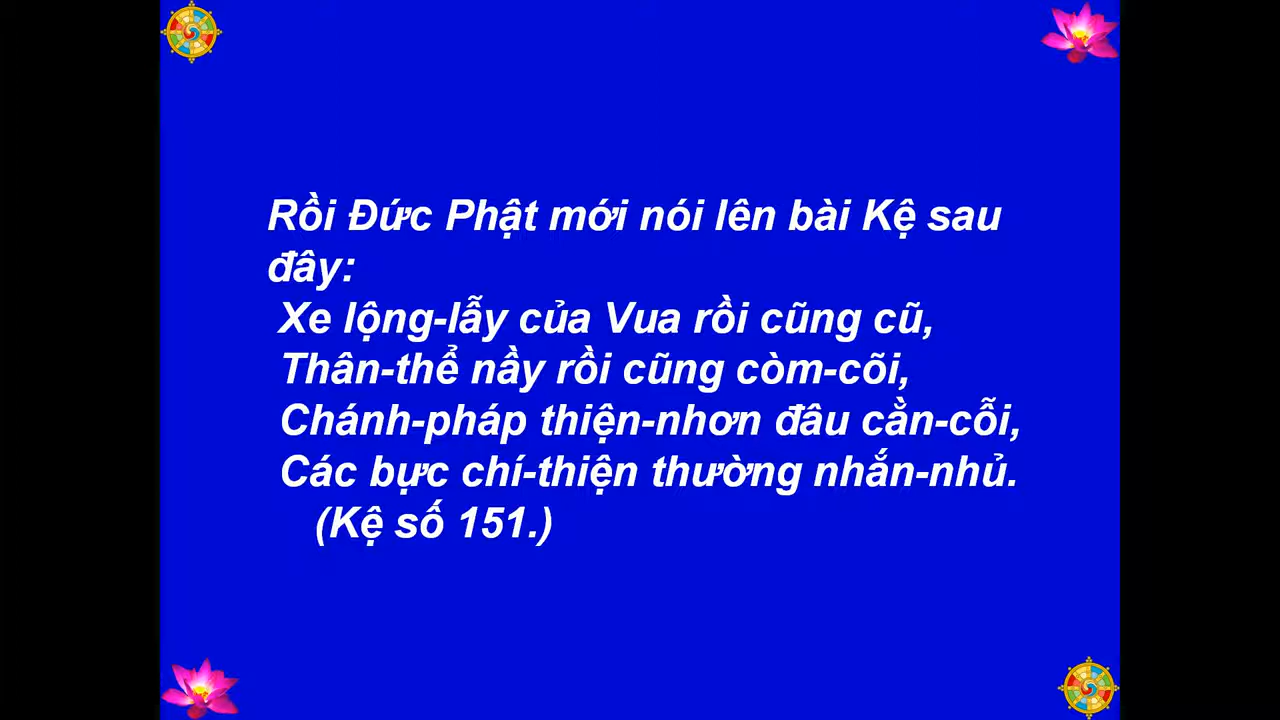 Rồi Đức Phật mới nói lên bài Kệ sau
đây:
Xe lộng-lẫy của Vua rồi cũng cũ,
Thân-thể nầy rồi cũng còm-cõi,
Chánh-pháp thiện-nhơn đâu cằn-cỗi,
Các bực chí-thiện thường nhắn-nhủ.
(Kệ số 151.)